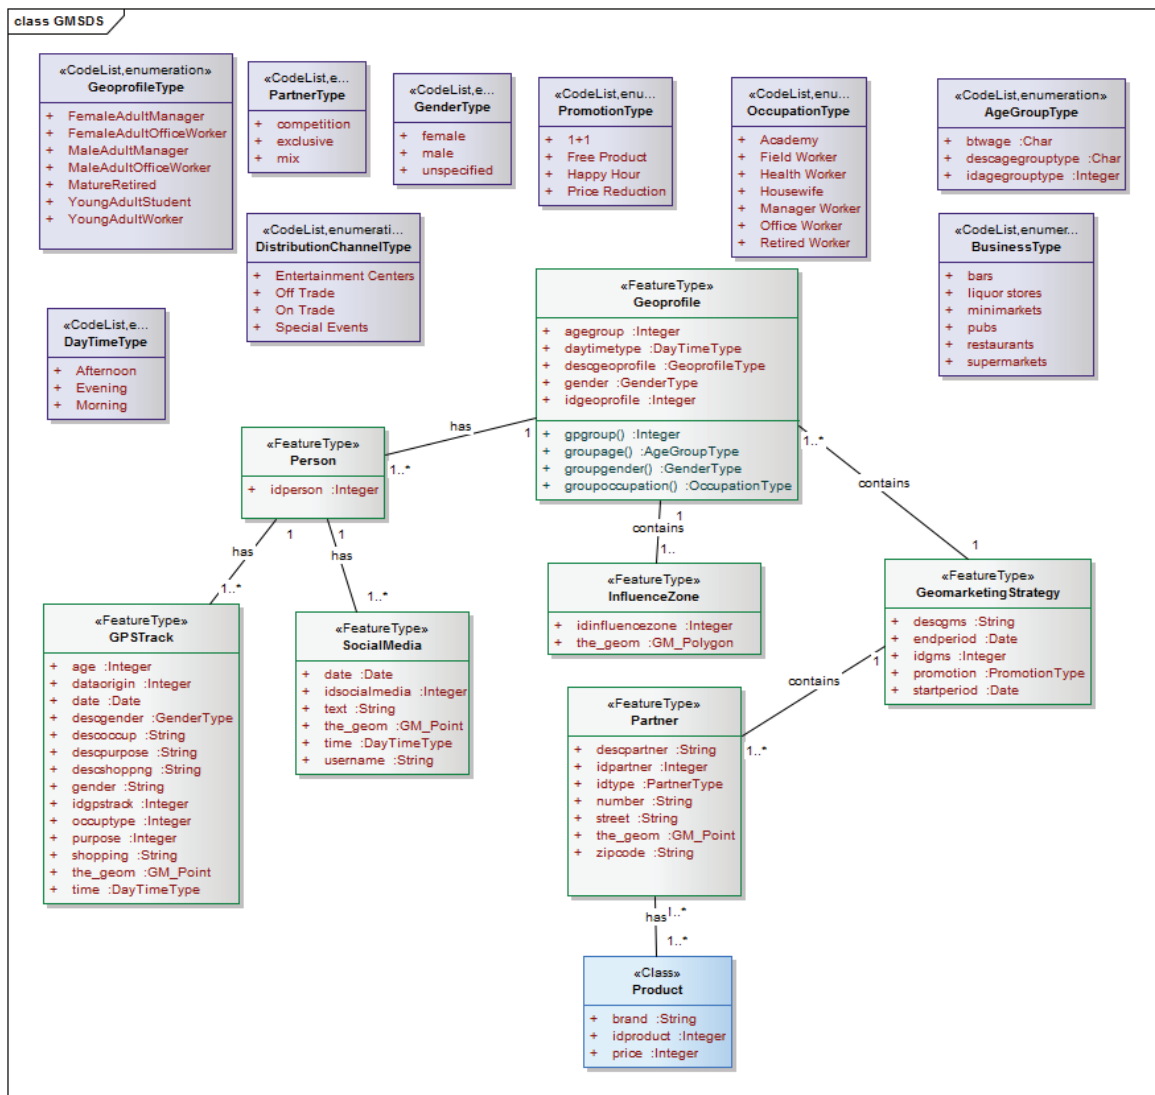 class GMSDS
«CodeList,enumeration»
GeoprofileType
+ FemaleAdultManager
+ FemaleAdultOfficeWorker
+ MaleAdultManager
+ MaleAdultOfficeWorker
+ MatureRetired
+ YoungAdultStudent
+ YoungAdultWorker
«CodeList,e...
PartnerType
+ competition
+ exclusive
+ mix
«CodeList,e...
GenderType
+ female
+ male
+ unspecified
«CodeList,enu...
PromotionType
+ 1+1
+ Free Product
+ Happy Hour
+ Price Reduction
«CodeList,enu...
OccupationType
+ Academy
+ Field Worker
+ Health Worker
+ Housewife
+ Manager Worker
+ Office Worker
+ Retired Worker
«CodeList,enumeration»
AgeGroupType
+ btwage :Char
+ descagegrouptype :Char
+ idagegrouptype :Integer
«CodeList,enumerati...
DistributionChannelType
+ Entertainment Centers
+ Off Trade
+ On Trade
+ Special Events
«CodeList,enumer...
BusinessType
+ bars
+ liquor stores
+ minimarkets
+ pubs
+ restaurants
+ supermarkets
«CodeList,e...
DayTimeType
+ Afternoon
+ Evening
+ Morning
«FeatureType»
Geoprofile
+ agegroup :Integer
+ daytimetype :DayTimeType
+ descgeoprofile :GeoprofileType
+ gender :GenderType
+ idgeoprofile :Integer
+ gpgroup() :Integer
+ groupage() :AgeGroupType
+ groupgender() :GenderType
+ groupoccupation() :OccupationType
has
1
1..*
«FeatureType»
Person
+ idperson :Integer
1..*
contains
1
1
contains
1..
1
has
1..*
1
has
1..*
«FeatureType»
InfluenceZone
+ idinfluencezone :Integer
+ the_geom :GM_Polygon
«FeatureType»
GeomarketingStrategy
+ descgms :String
+ endperiod :Date
+ idgms :Integer
+ promotion :PromotionType
+ startperiod :Date
«FeatureType»
GPSTrack
+ age :Integer
+ dataorigin :Integer
+ date :Date
+ descgender :GenderType
+ descoccup :String
+ descpurpose :String
+ descshoppng :String
+ gender :String
+ idgpstrack :Integer
+ occuptype :Integer
+ purpose :Integer
+ shopping :String
+ the_geom :GM_Point
+ time :DayTimeType
«FeatureType»
SocialMedia
+ date :Date
+ idsocialmedia :Integer
+ text :String
+ the_geom :GM_Point
+ time :DayTimeType
+ username :String
1
contains
1..*
«FeatureType»
Partner
+ descpartner :String
+ idpartner :Integer
+ idtype :PartnerType
+ number :String
+ street :String
+ the_geom :GM_Point
+ zipcode :String
1..*
has
1..*
«Class»
Product
+ brand :String
+ idproduct :Integer
+ price :Integer